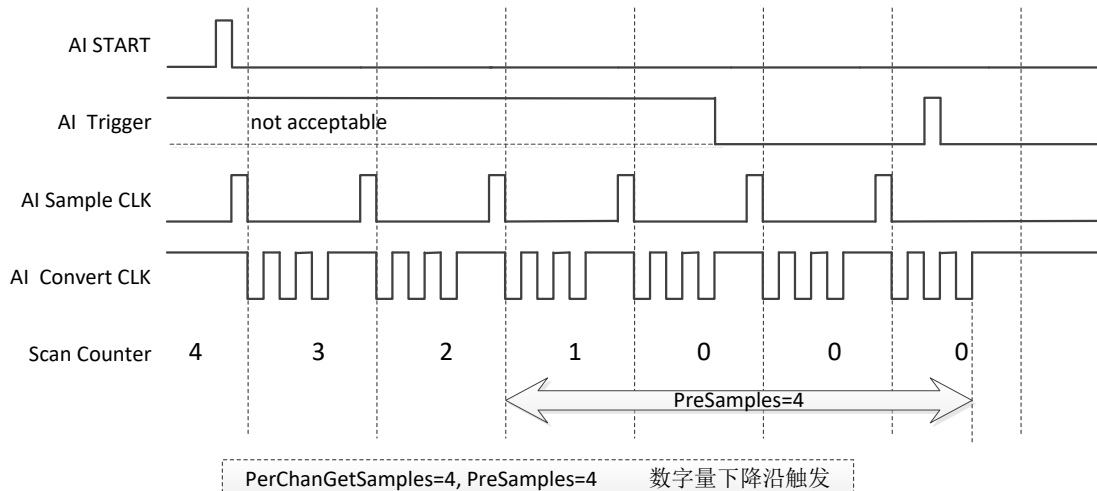 AI START
AI Trigger
not acceptable
AI Sample CLK
AI Convert CLK
Scan Counter 4 3 2 1 0 0 0
PreSamples=4
PerChanGetSamples=4, PreSamples=4 数字量下降沿触发